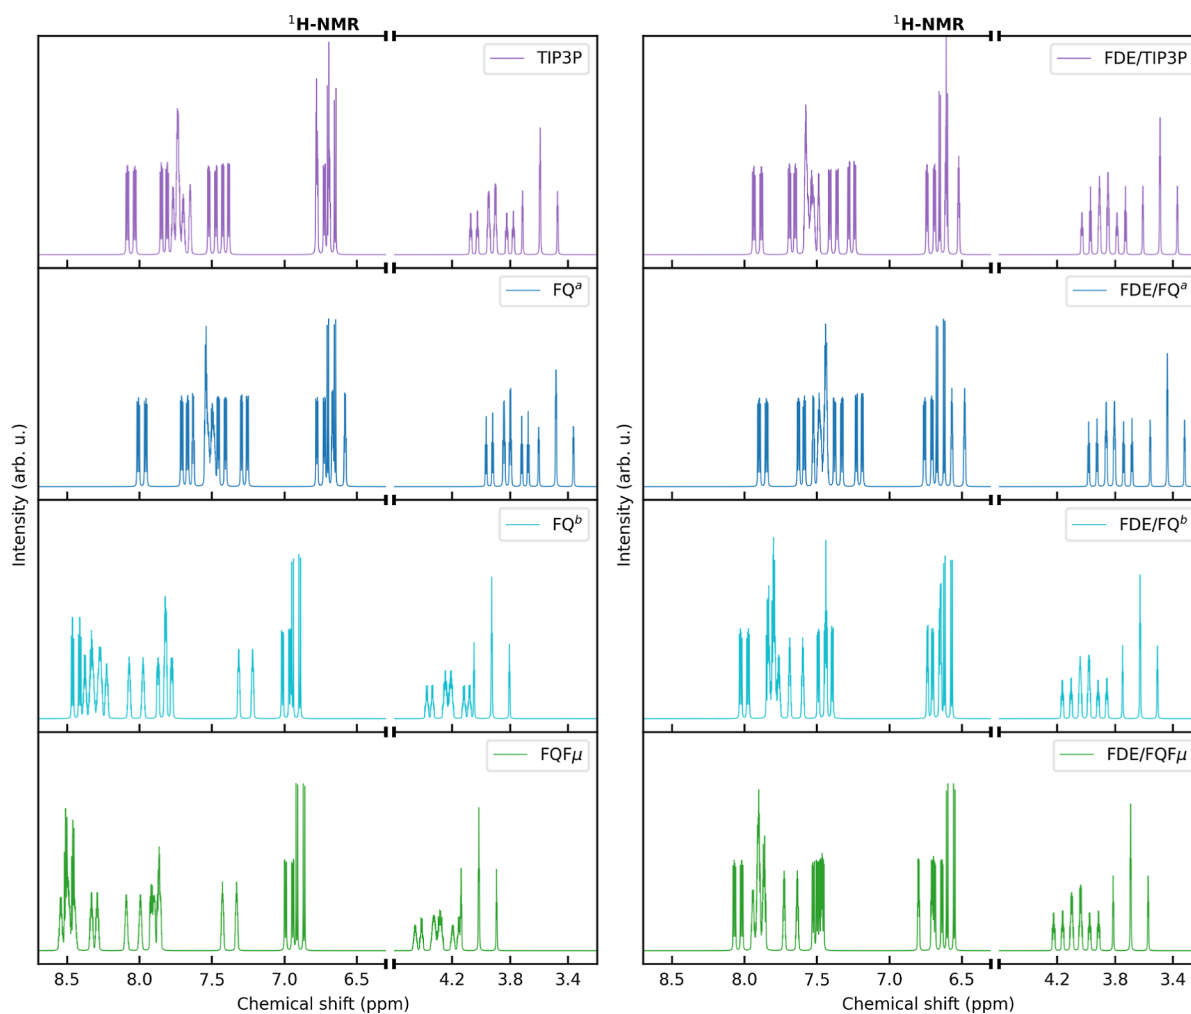 ¹H-NMR
TIP3P
FQᵃ
FQᵇ
FQFμ
Intensity (arb. u.)
8.5 8.0 7.5 7.0 6.5 4.2 3.8 3.4
Chemical shift (ppm)
¹H-NMR
FDE/TIP3P
FDE/FQᵃ
FDE/FQᵇ
FDE/FQFμ
Intensity (arb. u.)
8.5 8.0 7.5 7.0 6.5 4.2 3.8 3.4
Chemical shift (ppm)